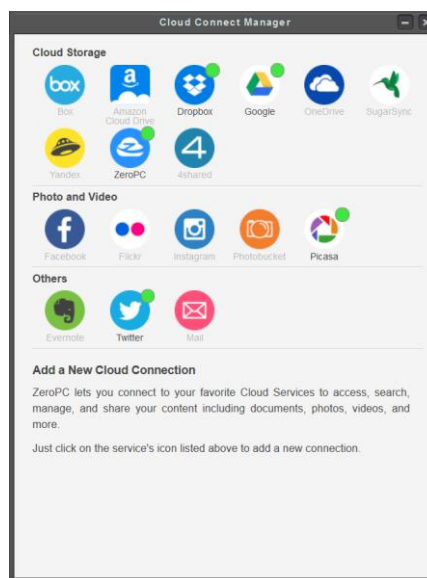 Cloud Connect Manager
Cloud Storage
box
a
4
Box
Amazon
Cloud Drive
Dropbox
Google
OneDrive
SugarSync
Yandex
ZeroPC
4shared
Photo and Video
f
Facebook
Flickr
Instagram
Photobucket
Picasa
Others
Evernote
Twitter
Mail
Add a New Cloud Connection
ZeroPC lets you connect to your favorite Cloud Services to access, search,
manage, and share your content including documents, photos, videos, and
more.
Just click on the service's icon listed above to add a new connection.